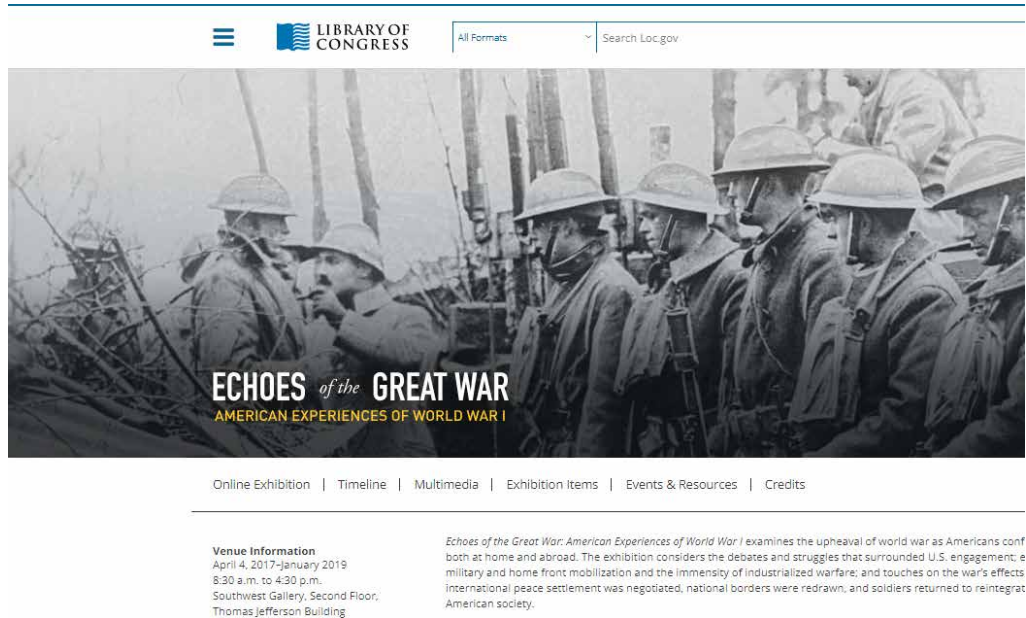 LIBRARY OF
CONGRESS
All Formats
Search Loc.gov
ECHOES of the GREAT WAR
AMERICAN EXPERIENCES OF WORLD WAR I
Online Exhibition | Timeline | Multimedia | Exhibition Items | Events & Resources | Credits
Venue Information
April 4, 2017–January 2019
8:30 a.m. to 4:30 p.m.
Southwest Gallery, Second Floor,
Thomas Jefferson Building
Echoes of the Great War: American Experiences of World War I examines the upheaval of world war as Americans conf
both at home and abroad. The exhibition considers the debates and struggles that surrounded U.S. engagement; e
military and home front mobilization and the immensity of industrialized warfare; and touches on the war's effects,
international peace settlement was negotiated, national borders were redrawn, and soldiers returned to reintegrat
American society.